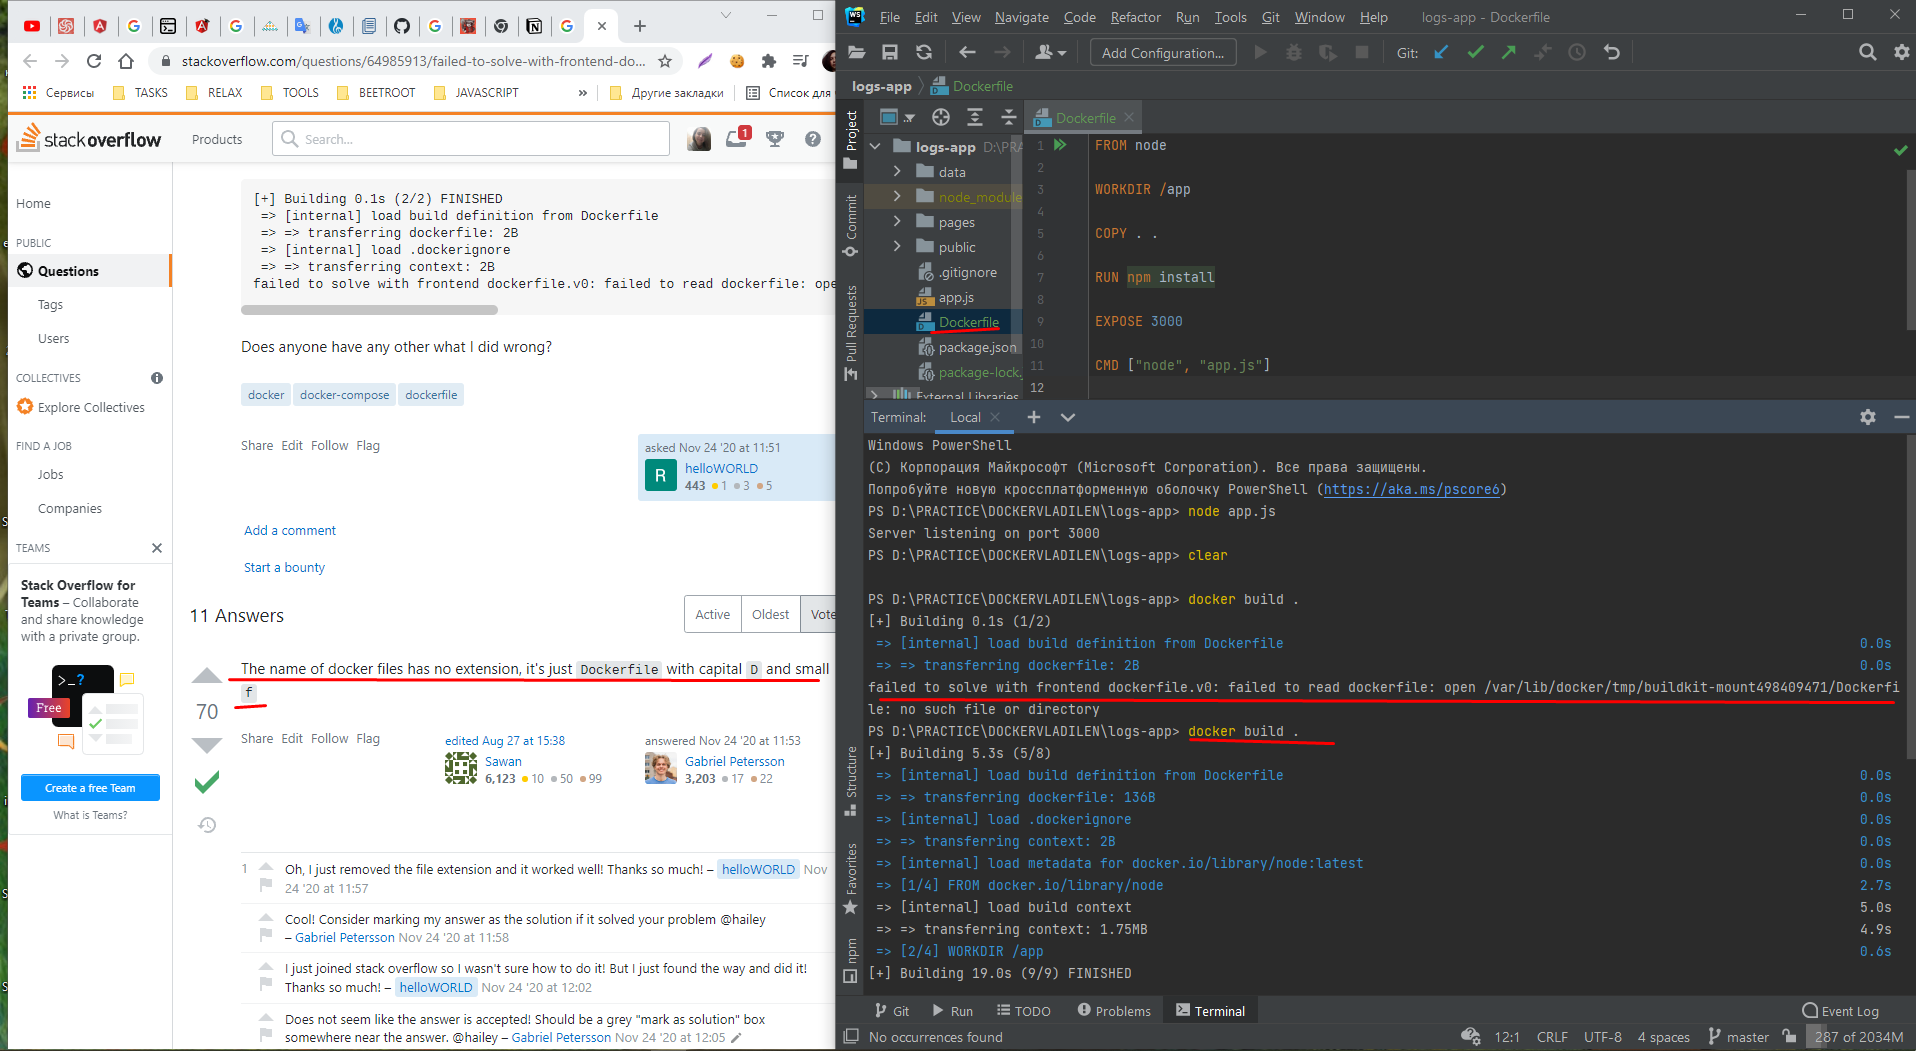 stackoverflow.com/questions/64985913/failed-to-solve-with-frontend-do...
Сервисы
TASKS
RELAX
TOOLS
BEETROOT
JAVASCRIPT
»
Другие закладки
Список для
stackoverflow
Products
Search...
1
Home
PUBLIC
Questions
Tags
Users
COLLECTIVES
Explore Collectives
FIND A JOB
Jobs
Companies
TEAMS
Stack Overflow for
Teams – Collaborate
and share knowledge
with a private group.
>_?
Free
Create a free Team
What is Teams?
[+] Building 0.1s (2/2) FINISHED
=> [internal] load build definition from Dockerfile
=> => transferring dockerfile: 2B
=> [internal] load .dockerignore
=> => transferring context: 2B
failed to solve with frontend dockerfile.v0: failed to read dockerfile: ope
Does anyone have any other what I did wrong?
docker docker-compose dockerfile
Share Edit Follow Flag
asked Nov 24 '20 at 11:51
R
helloWORLD
443 1 3 5
Add a comment
Start a bounty
11 Answers
Active Oldest Vote
The name of docker files has no extension, it's just Dockerfile with capital D and small
f
70
Share Edit Follow Flag
edited Aug 27 at 15:38
Sawan
6,123 10 50 99
answered Nov 24 '20 at 11:53
Gabriel Petersson
3,203 17 22
1
Oh, I just removed the file extension and it worked well! Thanks so much! – helloWORLD Nov
24 '20 at 11:57
Cool! Consider marking my answer as the solution if it solved your problem @hailey
– Gabriel Petersson Nov 24 '20 at 11:58
I just joined stack overflow so I wasn't sure how to do it! But I just found the way and did it!
Thanks so much! – helloWORLD Nov 24 '20 at 12:02
Does not seem like the answer is accepted! Should be a grey "mark as solution" box
somewhere near the answer. @hailey – Gabriel Petersson Nov 24 '20 at 12:05
WS
File Edit View Navigate Code Refactor Run Tools Git Window Help
logs-app - Dockerfile
Add Configuration...
Git:
logs-app
Dockerfile
Project
Commit
Pull Requests
Structure
Favorites
npm
logs-app D:\PRA
data
node_module
pages
public
.gitignore
app.js
Dockerfile
package.json
package-lock.
External Libraries
Dockerfile
1 FROM node
2
3 WORKDIR /app
4
5 COPY . .
6
7 RUN npm install
8
9 EXPOSE 3000
10
11 CMD ["node", "app.js"]
12
Terminal: Local
Windows PowerShell
(C) Корпорация Майкрософт (Microsoft Corporation). Все права защищены.
Попробуйте новую кроссплатформенную оболочку PowerShell (https://aka.ms/pscore6)
PS D:\PRACTICE\DOCKERVLADILEN\logs-app> node app.js
Server listening on port 3000
PS D:\PRACTICE\DOCKERVLADILEN\logs-app> clear
PS D:\PRACTICE\DOCKERVLADILEN\logs-app> docker build .
[+] Building 0.1s (1/2)
=> [internal] load build definition from Dockerfile 0.0s
=> => transferring dockerfile: 2B 0.0s
failed to solve with frontend dockerfile.v0: failed to read dockerfile: open /var/lib/docker/tmp/buildkit-mount498409471/Dockerfi
le: no such file or directory
PS D:\PRACTICE\DOCKERVLADILEN\logs-app> docker build .
[+] Building 5.3s (5/8)
=> [internal] load build definition from Dockerfile 0.0s
=> => transferring dockerfile: 136B 0.0s
=> [internal] load .dockerignore 0.0s
=> => transferring context: 2B 0.0s
=> [internal] load metadata for docker.io/library/node:latest 0.0s
=> [1/4] FROM docker.io/library/node 2.7s
=> [internal] load build context 5.0s
=> => transferring context: 1.75MB 4.9s
=> [2/4] WORKDIR /app 0.6s
[+] Building 19.0s (9/9) FINISHED
Git Run TODO Problems Terminal
Event Log
No occurrences found
12:1 CRLF UTF-8 4 spaces master 287 of 2034M